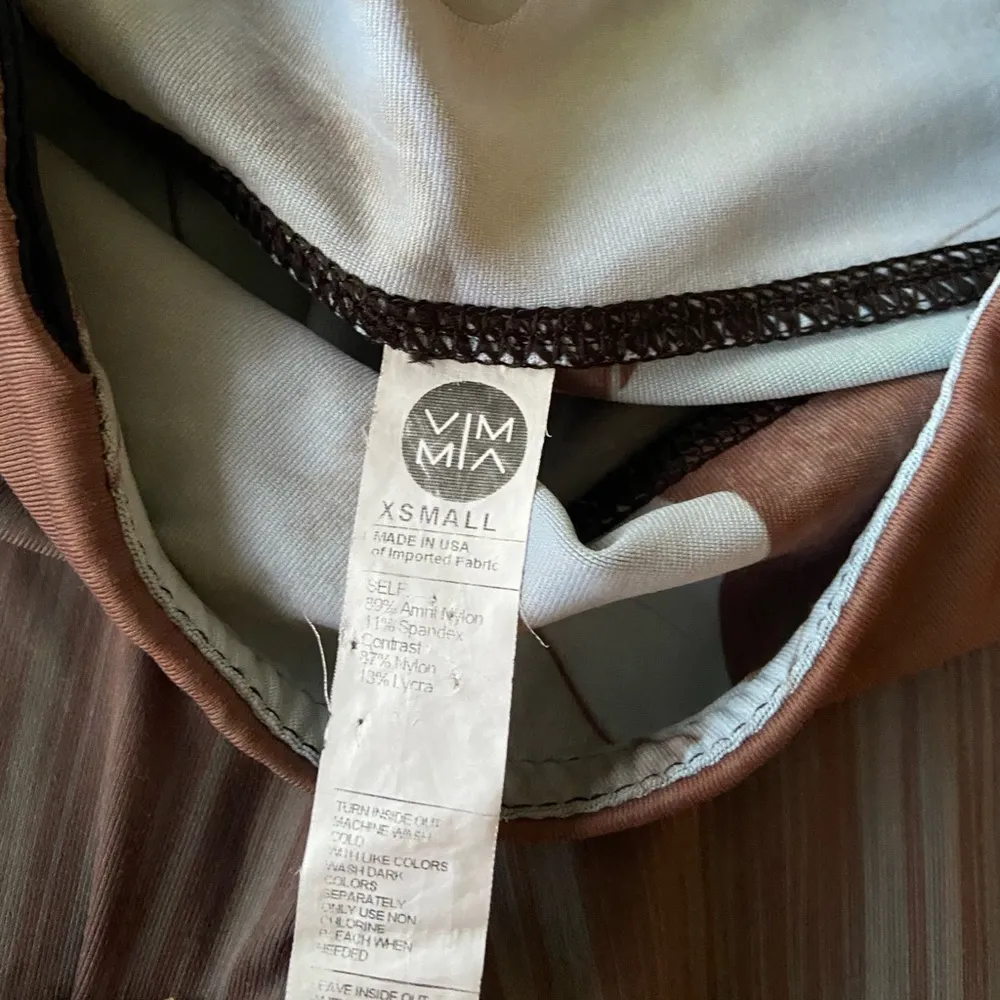 VIM
MIA
XSMALL
MADE IN USA
of Imported Fabric
SELF
89% Amni Nylon
11% Spandex
Contrast
87% Nylon
13% Lycra
TURN INSIDE OUT
MACHINE WASH
COLD
WITH LIKE COLORS
WASH DARK
COLORS
SEPARATELY
ONLY USE NON
CHLORINE
BLEACH WHEN
NEEDED
INSIDE OUT